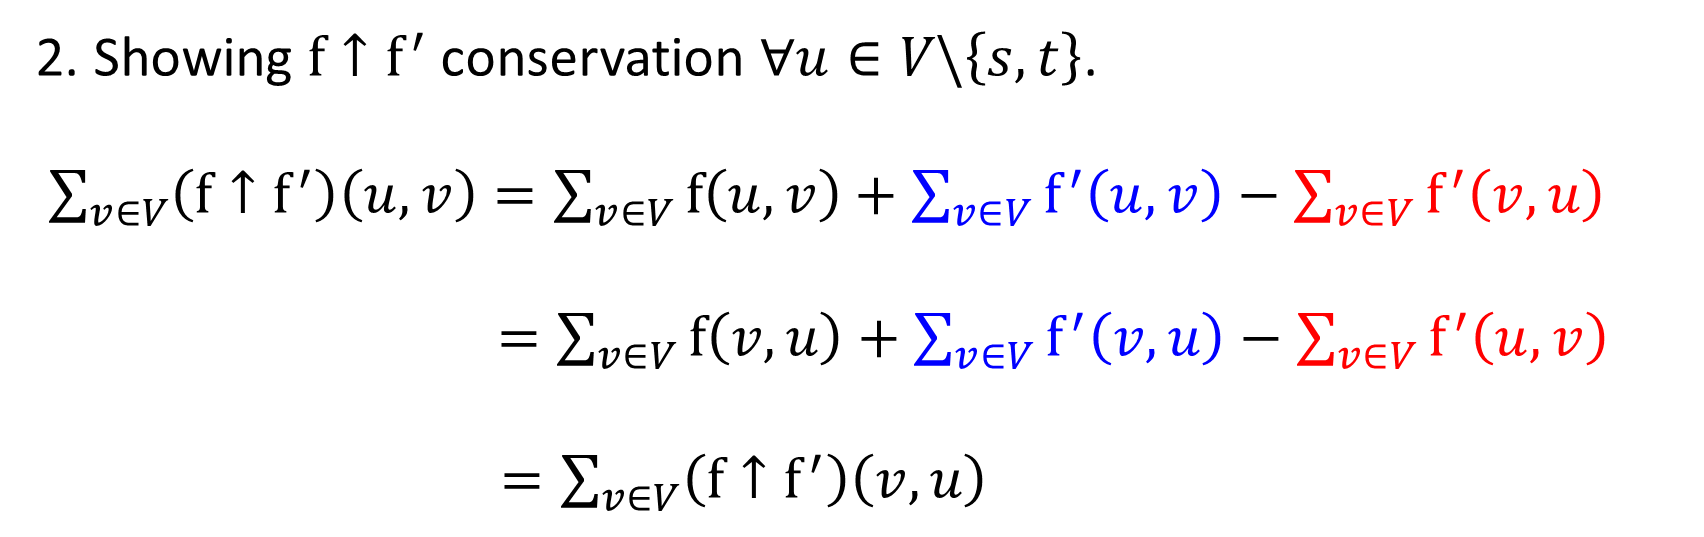 2. Showing f ↑ f′ conservation ∀u ∈ V\{s, t}.
∑v∈V(f ↑ f′)(u, v) = ∑v∈V f(u, v) + ∑v∈V f′(u, v) − ∑v∈V f′(v, u)
= ∑v∈V f(v, u) + ∑v∈V f′(v, u) − ∑v∈V f′(u, v)
= ∑v∈V(f ↑ f′)(v, u)